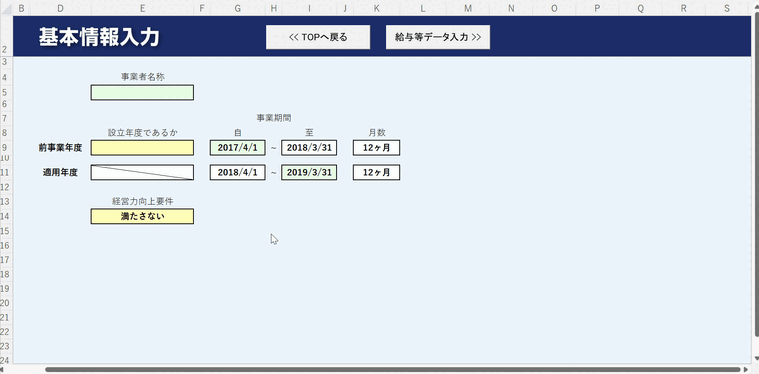 B D E F G H I J K L M N O P Q R S
2 基本情報入力 << TOPへ戻る 給与等データ入力 >>
3
4 事業者名称
5
6
7 事業期間
8 設立年度であるか 自 至 月数
9 前事業年度 2017/4/1 ~ 2018/3/31 12ヶ月
10
11 適用年度 2018/4/1 ~ 2019/3/31 12ヶ月
12
13 経営力向上要件
14 満たさない
15
16
17
18
19
20
21
22
23
24